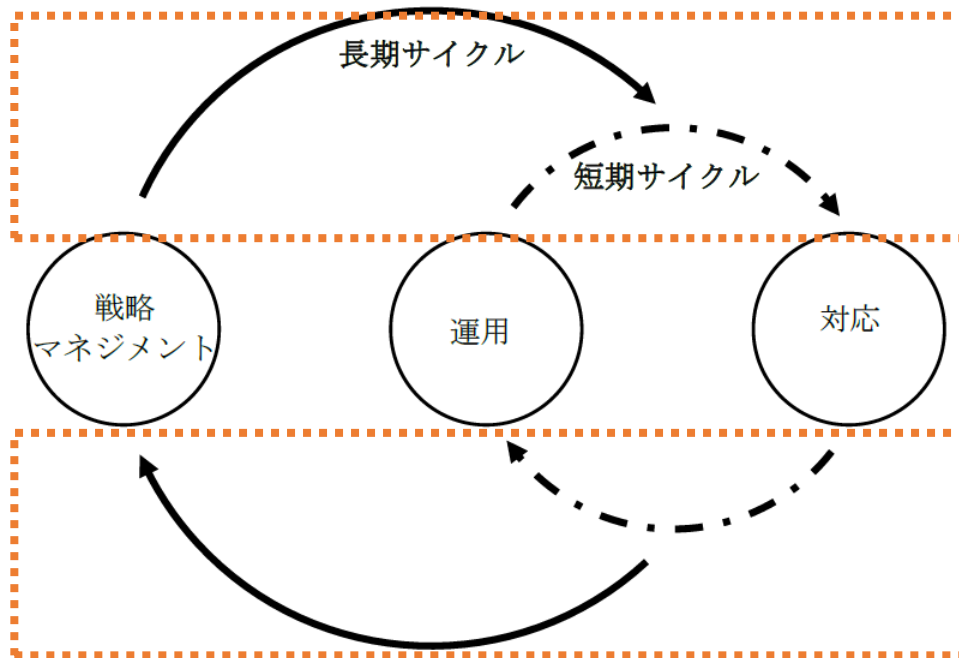 長期サイクル
短期サイクル
戦略
マネジメント
運用
対応